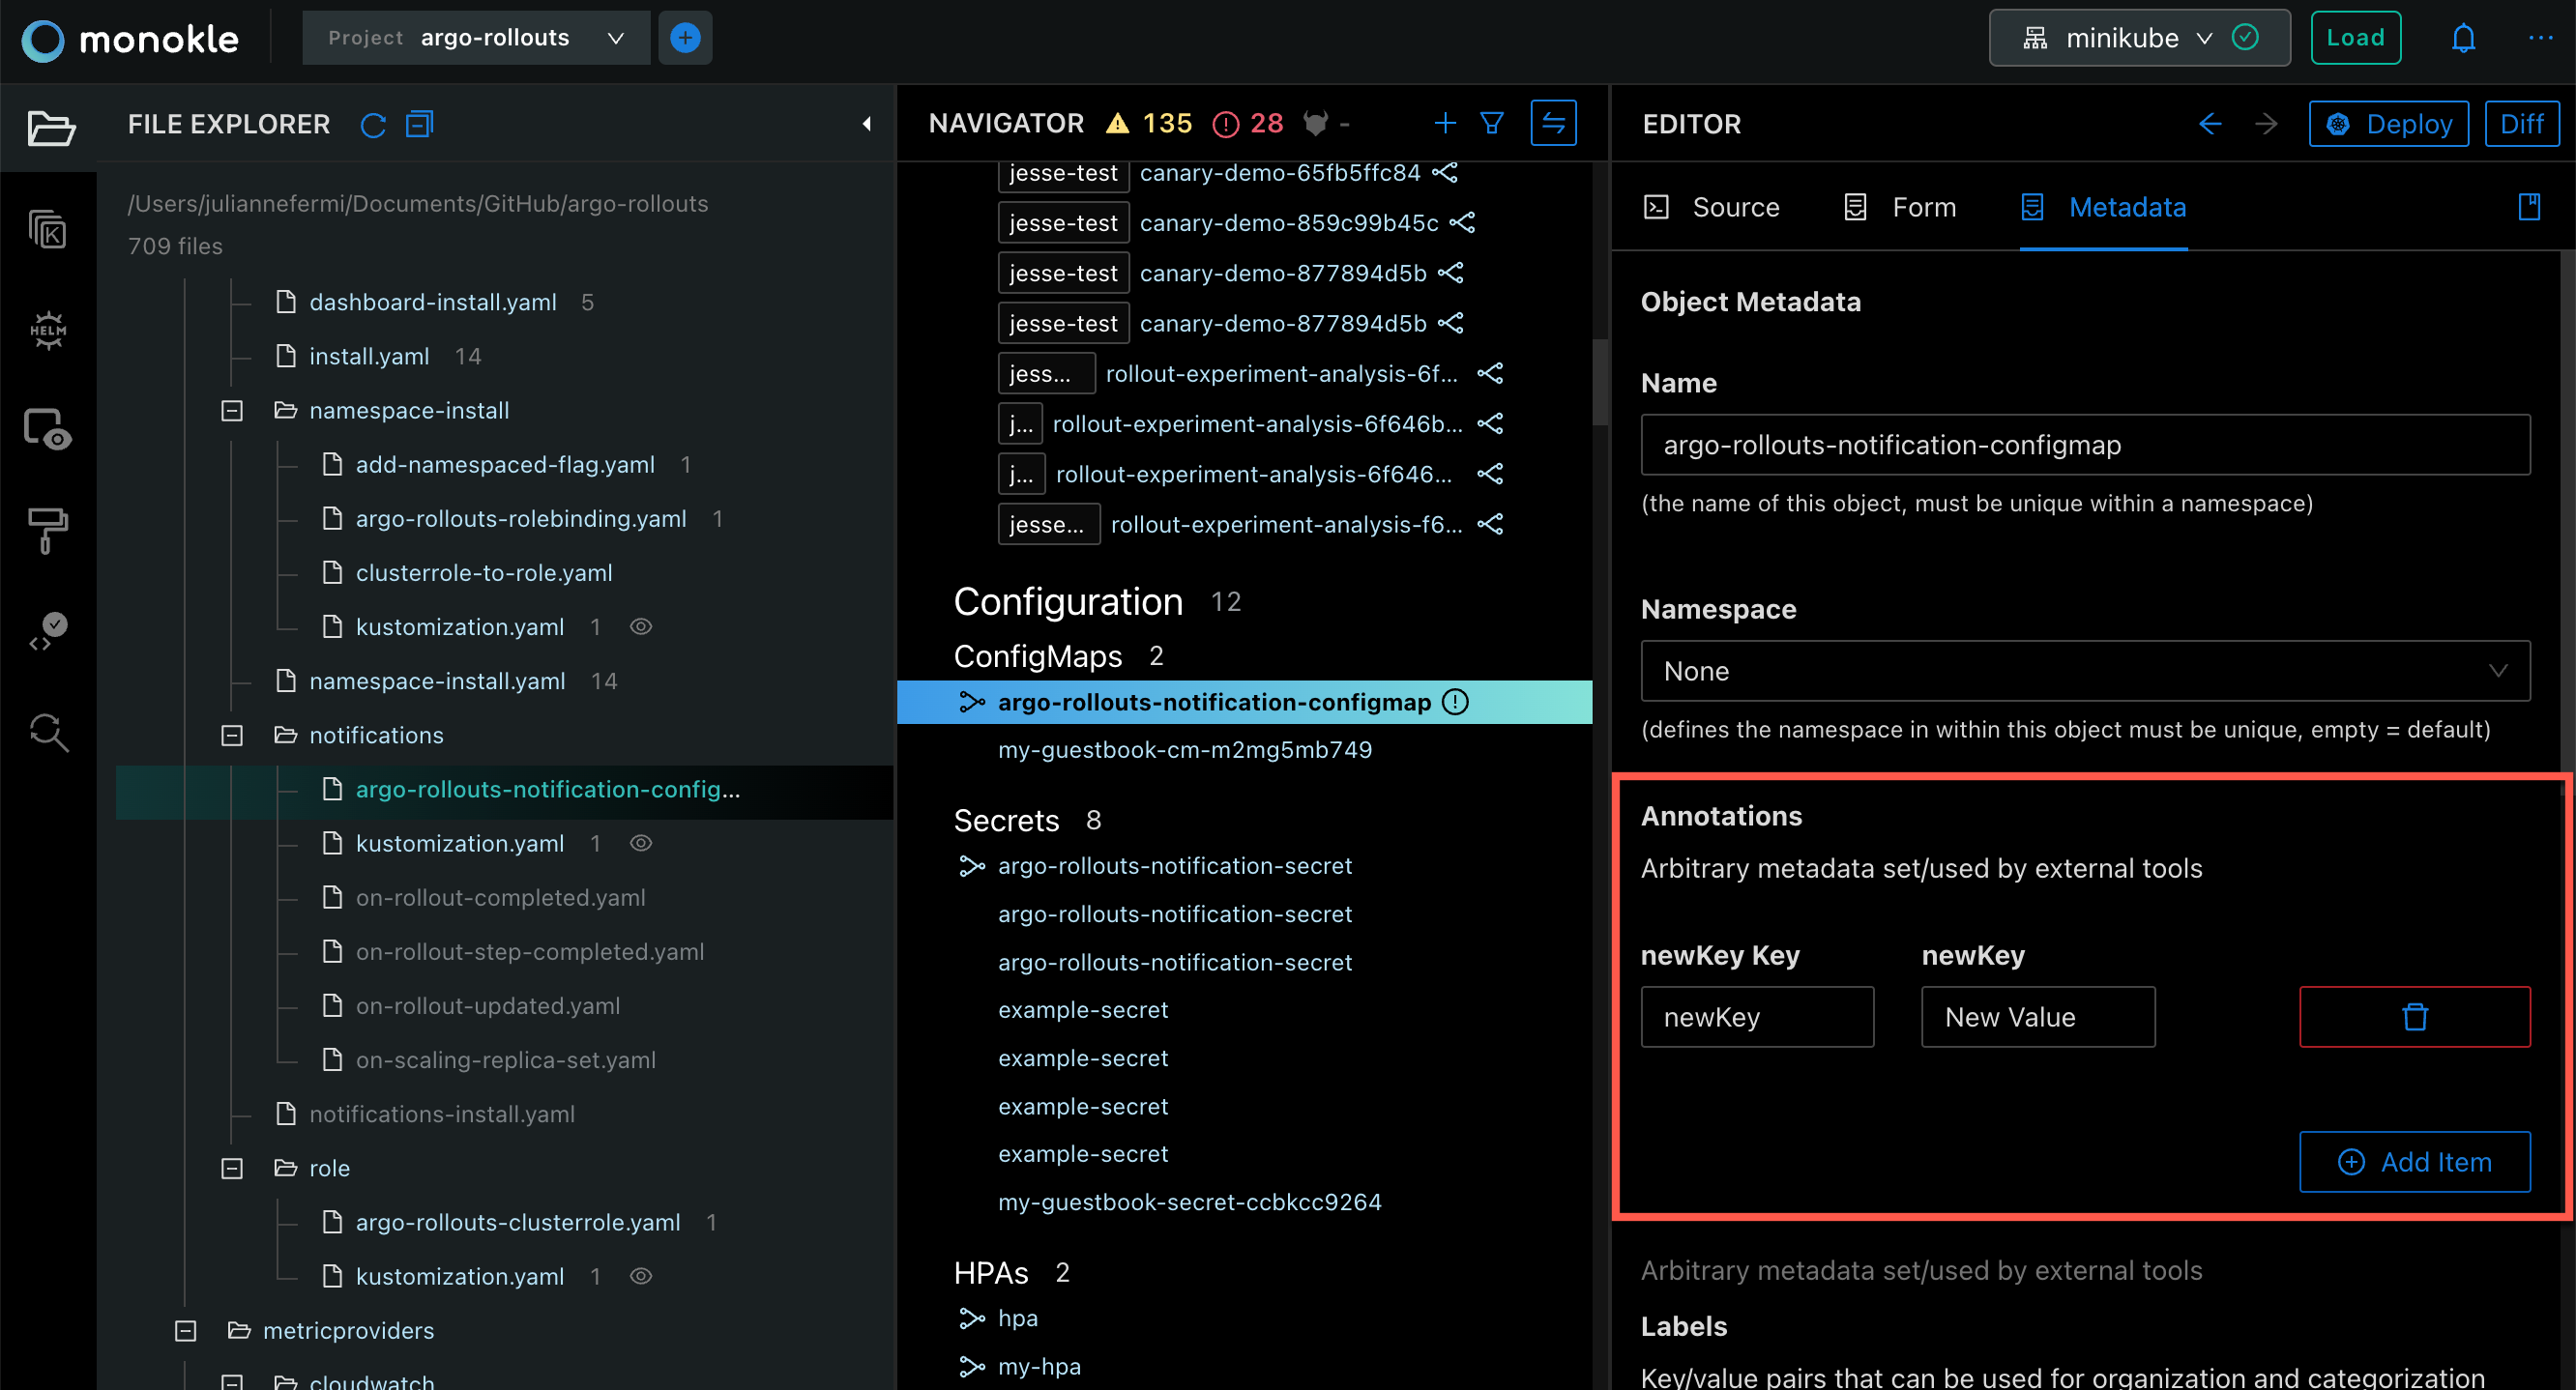 monokle
Project argo-rollouts
minikube
Load
FILE EXPLORER
/Users/juliannefermi/Documents/GitHub/argo-rollouts
709 files
dashboard-install.yaml 5
install.yaml 14
namespace-install
add-namespaced-flag.yaml 1
argo-rollouts-rolebinding.yaml 1
clusterrole-to-role.yaml
kustomization.yaml 1
namespace-install.yaml 14
notifications
argo-rollouts-notification-config...
kustomization.yaml 1
on-rollout-completed.yaml
on-rollout-step-completed.yaml
on-rollout-updated.yaml
on-scaling-replica-set.yaml
notifications-install.yaml
role
argo-rollouts-clusterrole.yaml 1
kustomization.yaml 1
metricproviders
cloudwatch
K
HELM
NAVIGATOR 135 28 -
jesse-test canary-demo-65fb5ffc84
jesse-test canary-demo-859c99b45c
jesse-test canary-demo-877894d5b
jesse-test canary-demo-877894d5b
jess... rollout-experiment-analysis-6f...
j... rollout-experiment-analysis-6f646b...
j... rollout-experiment-analysis-6f646...
jesse... rollout-experiment-analysis-f6...
Configuration 12
ConfigMaps 2
argo-rollouts-notification-configmap
my-guestbook-cm-m2mg5mb749
Secrets 8
argo-rollouts-notification-secret
argo-rollouts-notification-secret
argo-rollouts-notification-secret
example-secret
example-secret
example-secret
example-secret
my-guestbook-secret-ccbkcc9264
HPAs 2
hpa
my-hpa
EDITOR
Deploy Diff
Source Form Metadata
Object Metadata
Name
argo-rollouts-notification-configmap
(the name of this object, must be unique within a namespace)
Namespace
None
(defines the namespace in within this object must be unique, empty = default)
Annotations
Arbitrary metadata set/used by external tools
newKey Key newKey
newKey New Value
Add Item
Arbitrary metadata set/used by external tools
Labels
Key/value pairs that can be used for organization and categorization